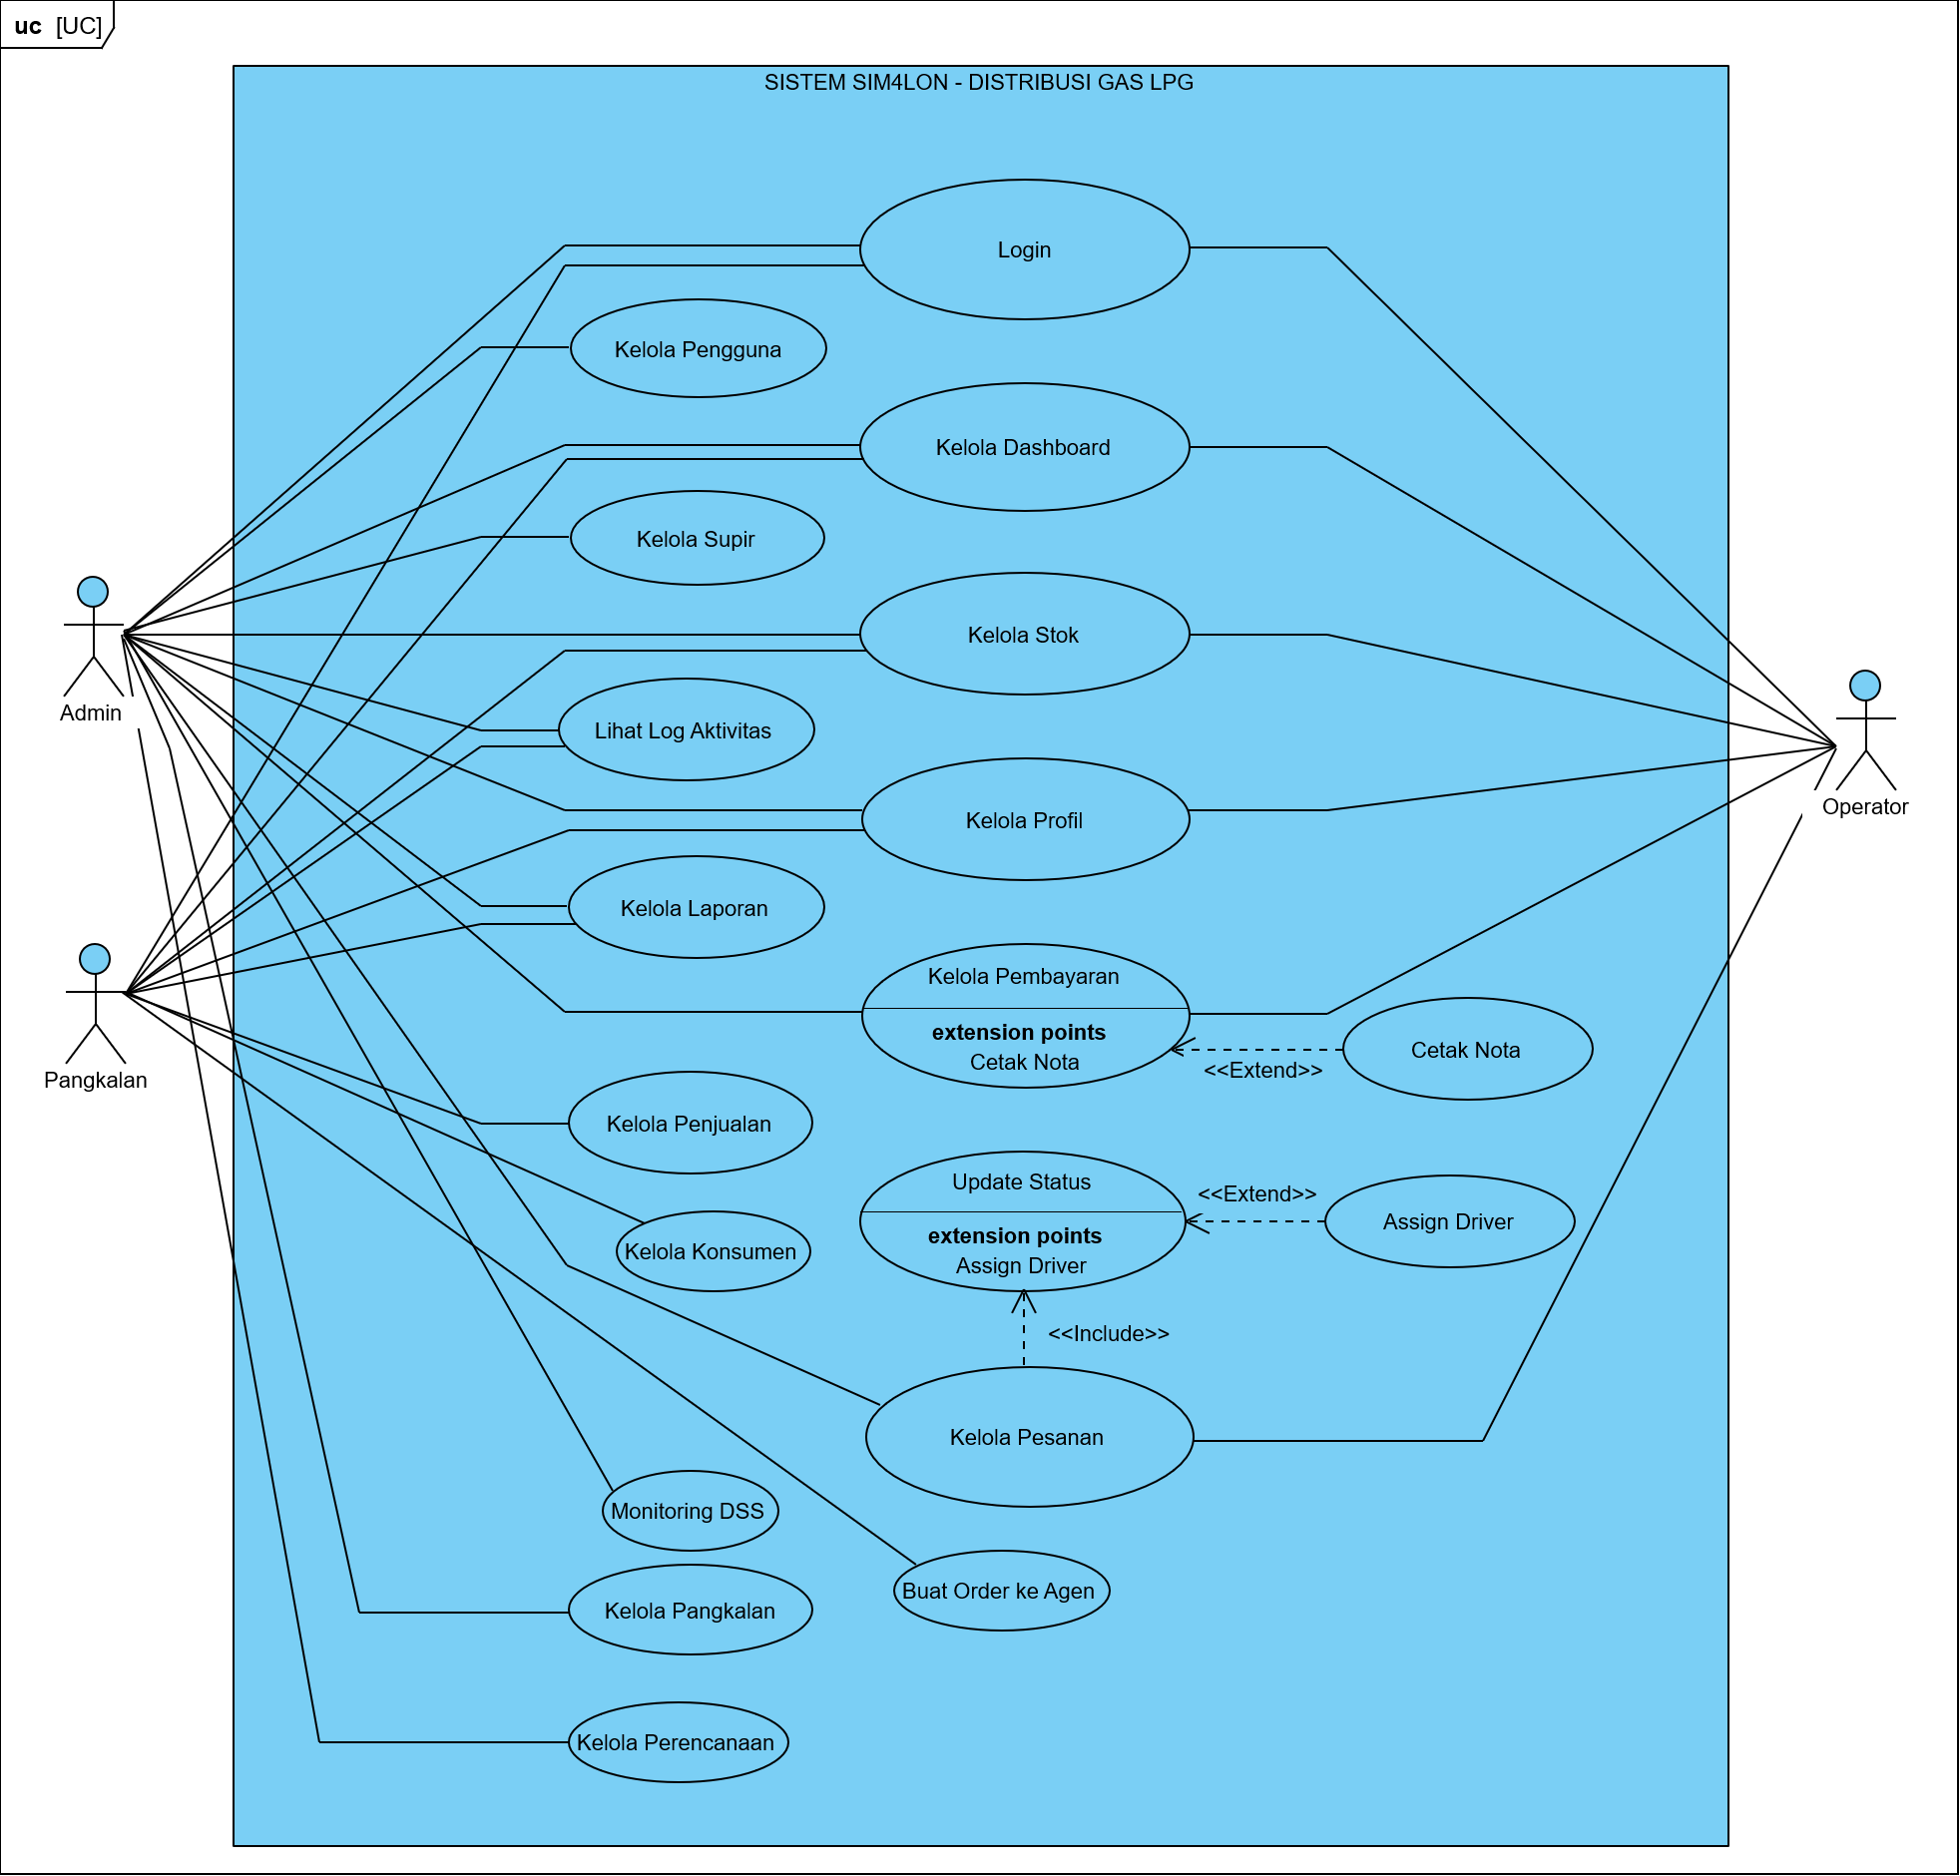 uc [UC]
SISTEM SIM4LON - DISTRIBUSI GAS LPG
Login
Kelola Pengguna
Kelola Dashboard
Kelola Supir
Kelola Stok
Admin
Lihat Log Aktivitas
Operator
Kelola Profil
Kelola Laporan
Kelola Pembayaran
extension points
Cetak Nota
Cetak Nota
<<Extend>>
Pangkalan
Kelola Penjualan
Update Status
<<Extend>>
Assign Driver
extension points
Kelola Konsumen
Assign Driver
<<Include>>
Kelola Pesanan
Monitoring DSS
Buat Order ke Agen
Kelola Pangkalan
Kelola Perencanaan